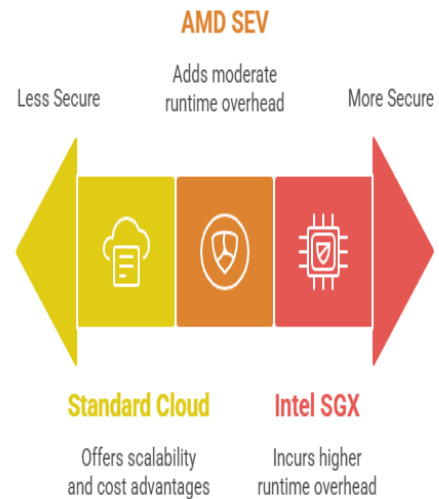 AMD SEV
Adds moderate
runtime overhead
Less Secure
More Secure
Standard Cloud
Offers scalability
and cost advantages
Intel SGX
Incurs higher
runtime overhead